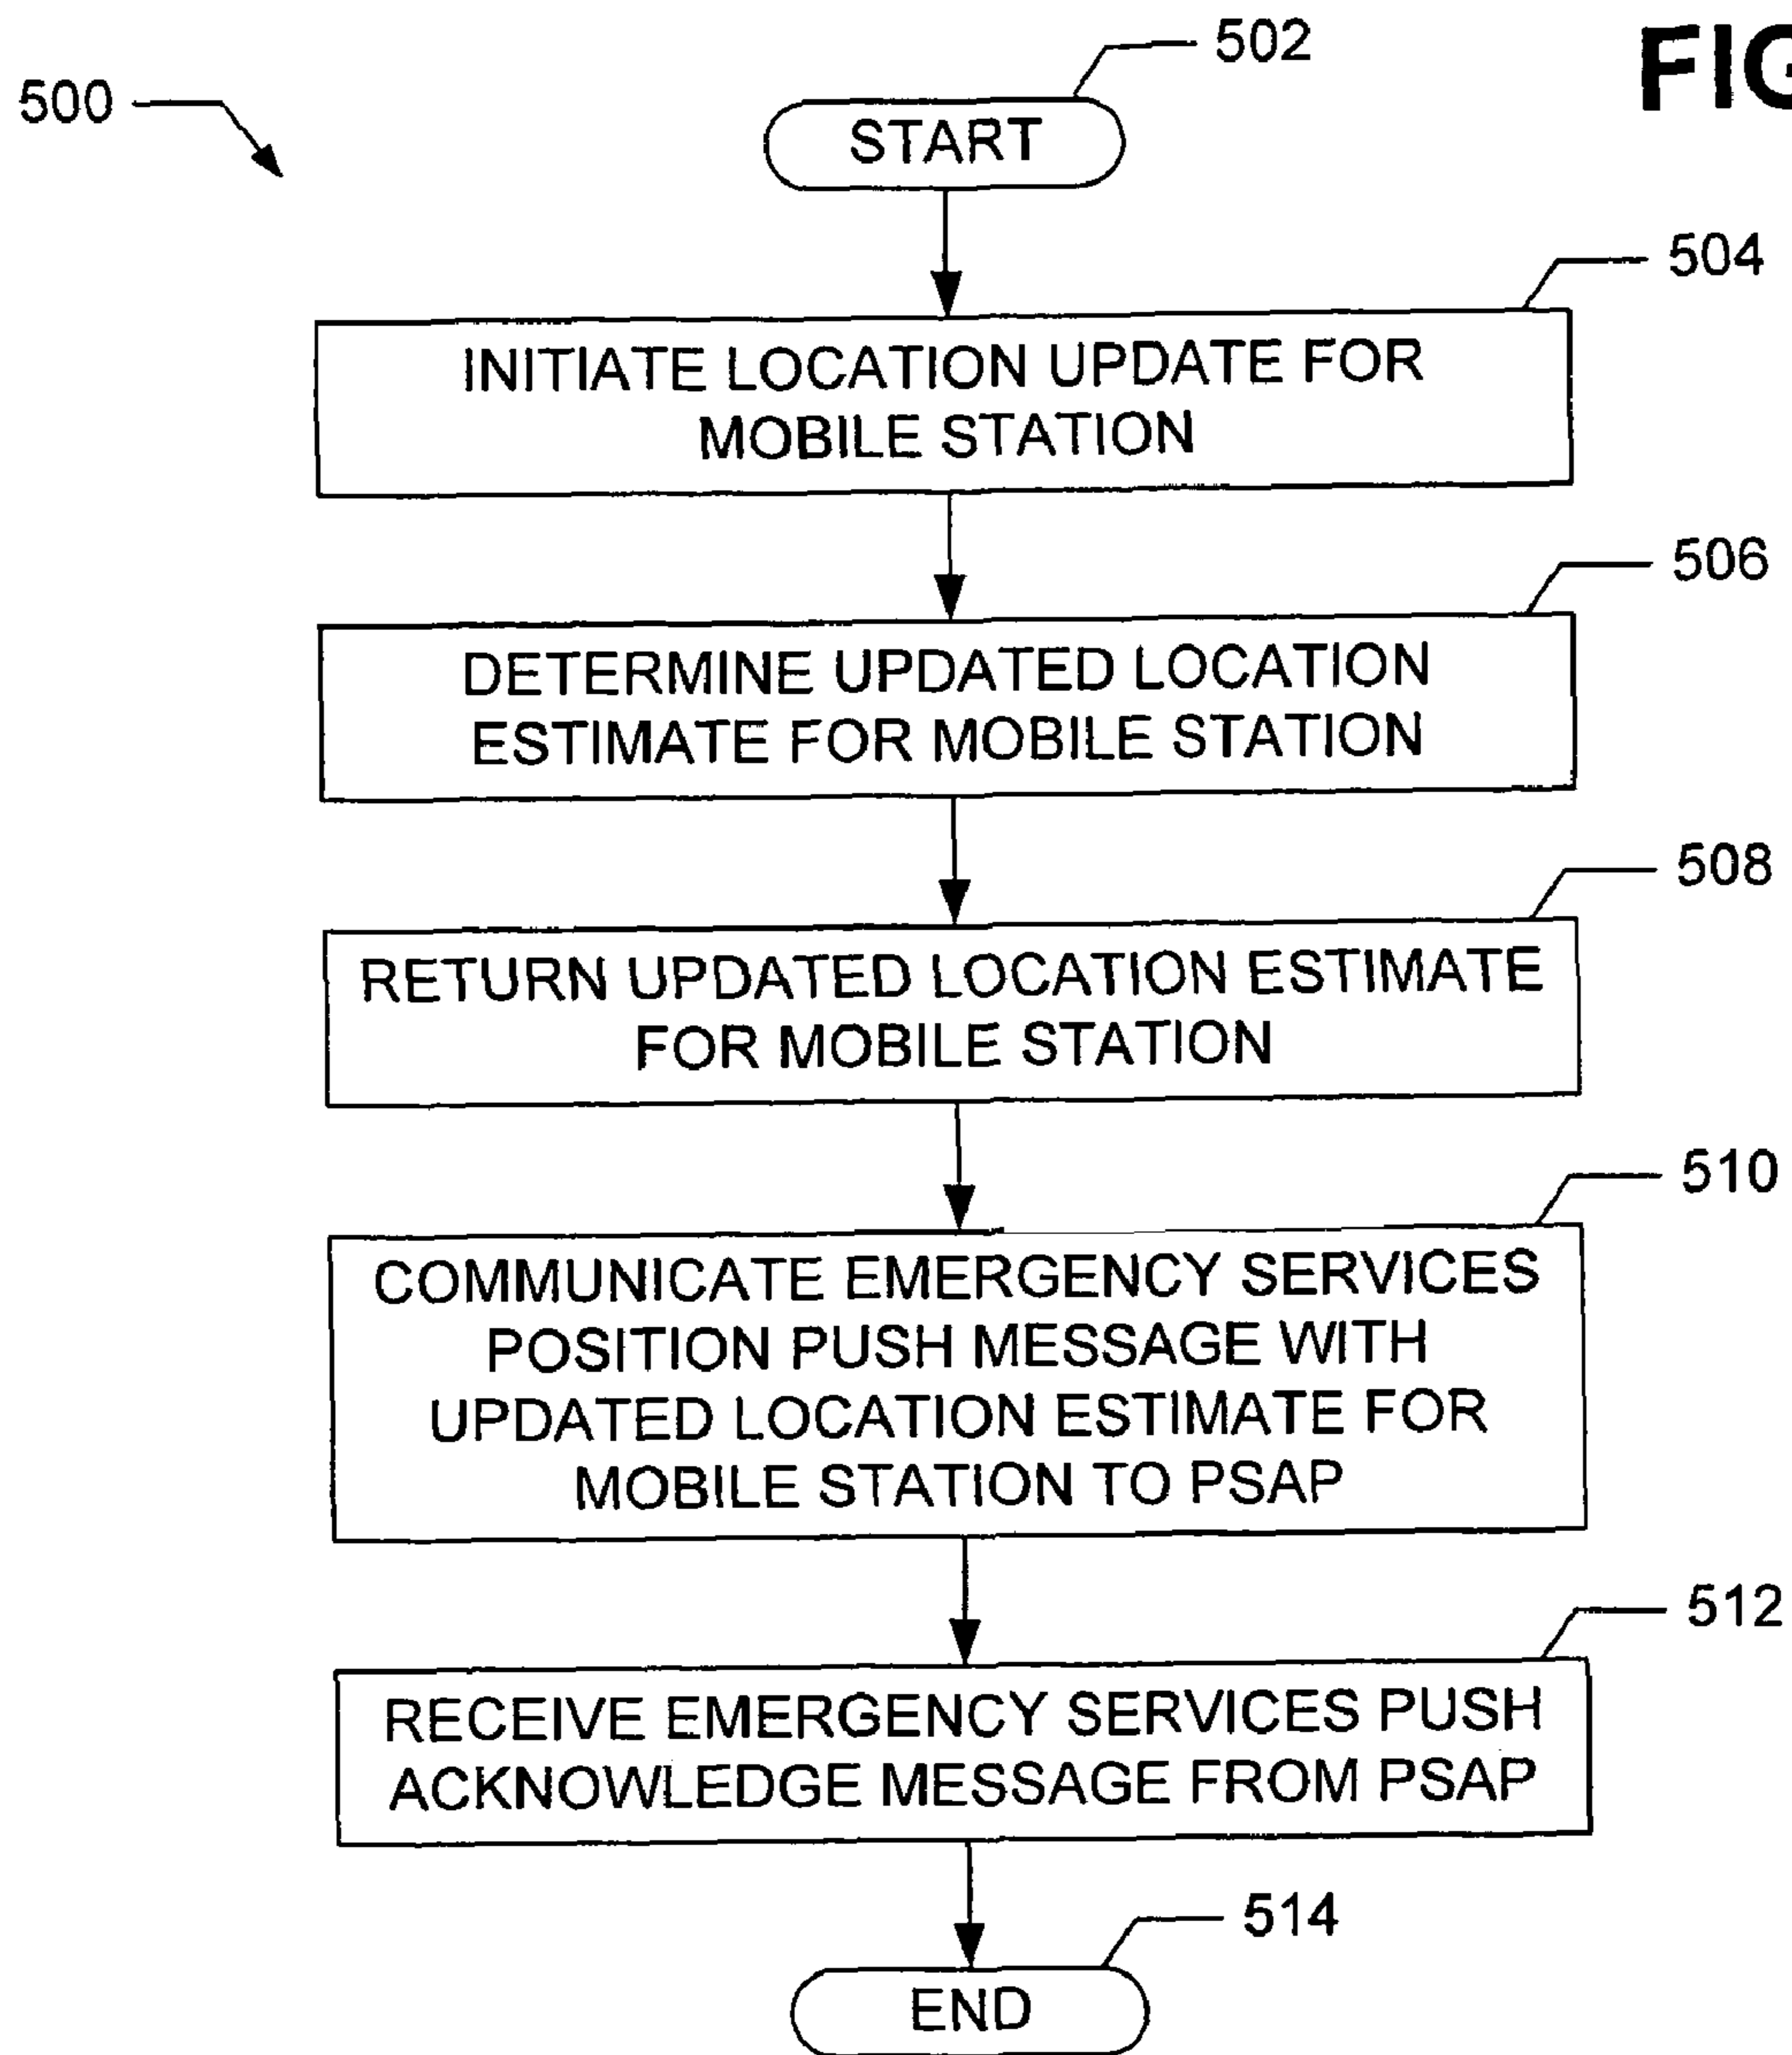 502
FIG
500
START
504
INITIATE LOCATION UPDATE FOR
MOBILE STATION
506
DETERMINE UPDATED LOCATION
ESTIMATE FOR MOBILE STATION
508
RETURN UPDATED LOCATION ESTIMATE
FOR MOBILE STATION
510
COMMUNICATE EMERGENCY SERVICES
POSITION PUSH MESSAGE WITH
UPDATED LOCATION ESTIMATE FOR
MOBILE STATION TO PSAP
512
RECEIVE EMERGENCY SERVICES PUSH
ACKNOWLEDGE MESSAGE FROM PSAP
514
END